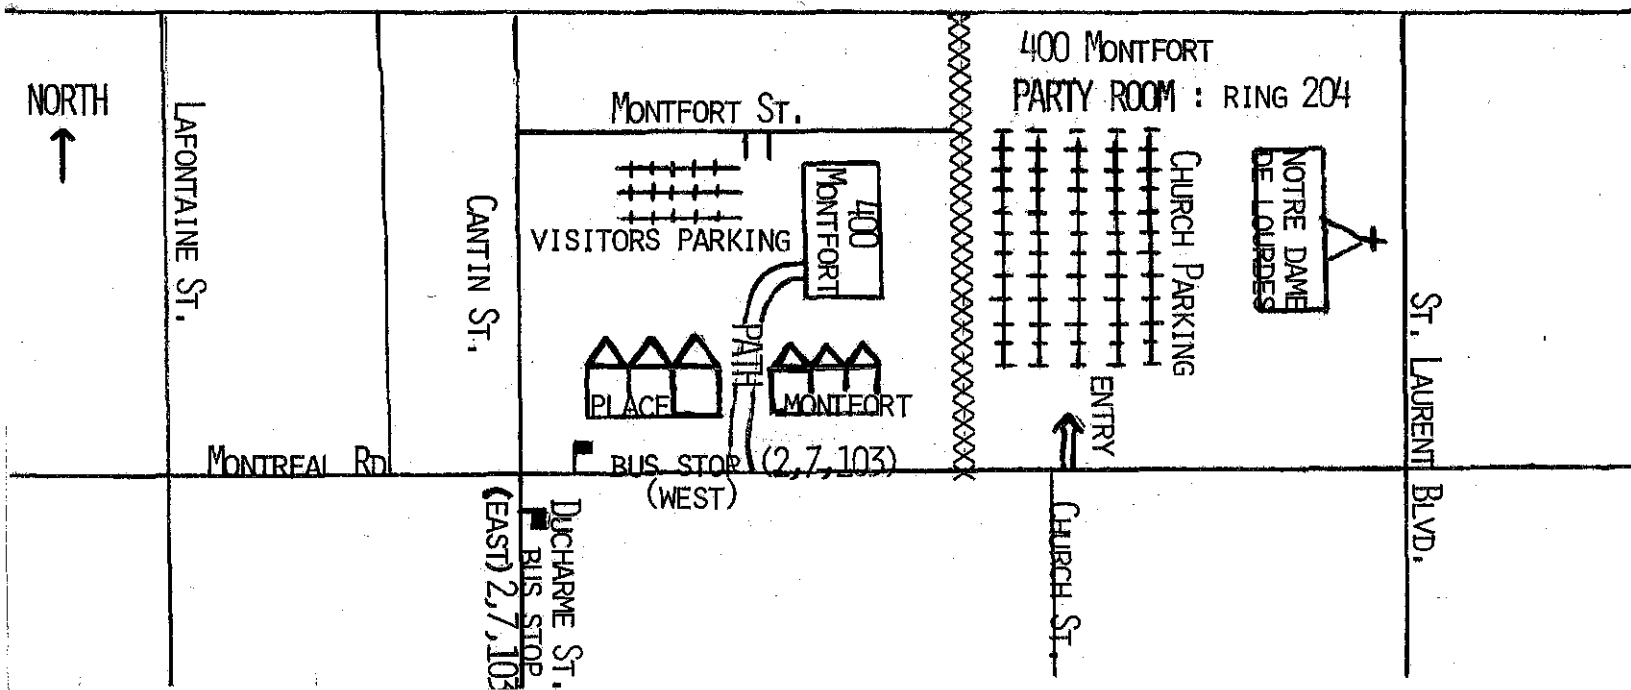 NORTH
LAFONTAINE ST.
CANTIN ST.
MONTFORT ST.
VISITORS PARKING
400
MONTFORT
PATH
PLACE
MONTFORT
400 MONTFORT
PARTY ROOM : RING 204
CHURCH PARKING
ENTRY
NOTRE DAME
DE LOURDES
ST. LAURENT BLVD.
MONTREAL RD
BUS STOP (2,7,103)
(WEST)
DUCHARME ST.
BUS STOP
(EAST) 2,7,103
CHURCH ST.